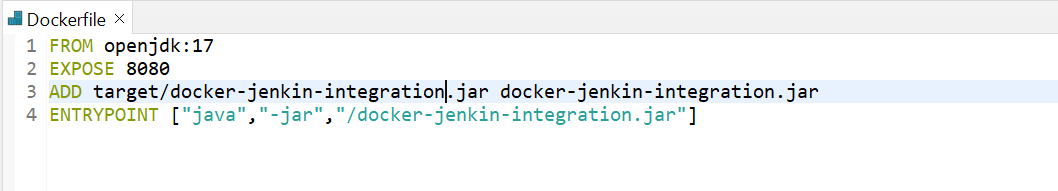 Dockerfile ×
1 FROM openjdk:17
2 EXPOSE 8080
3 ADD target/docker-jenkin-integration.jar docker-jenkin-integration.jar
4 ENTRYPOINT ["java","-jar","/docker-jenkin-integration.jar"]